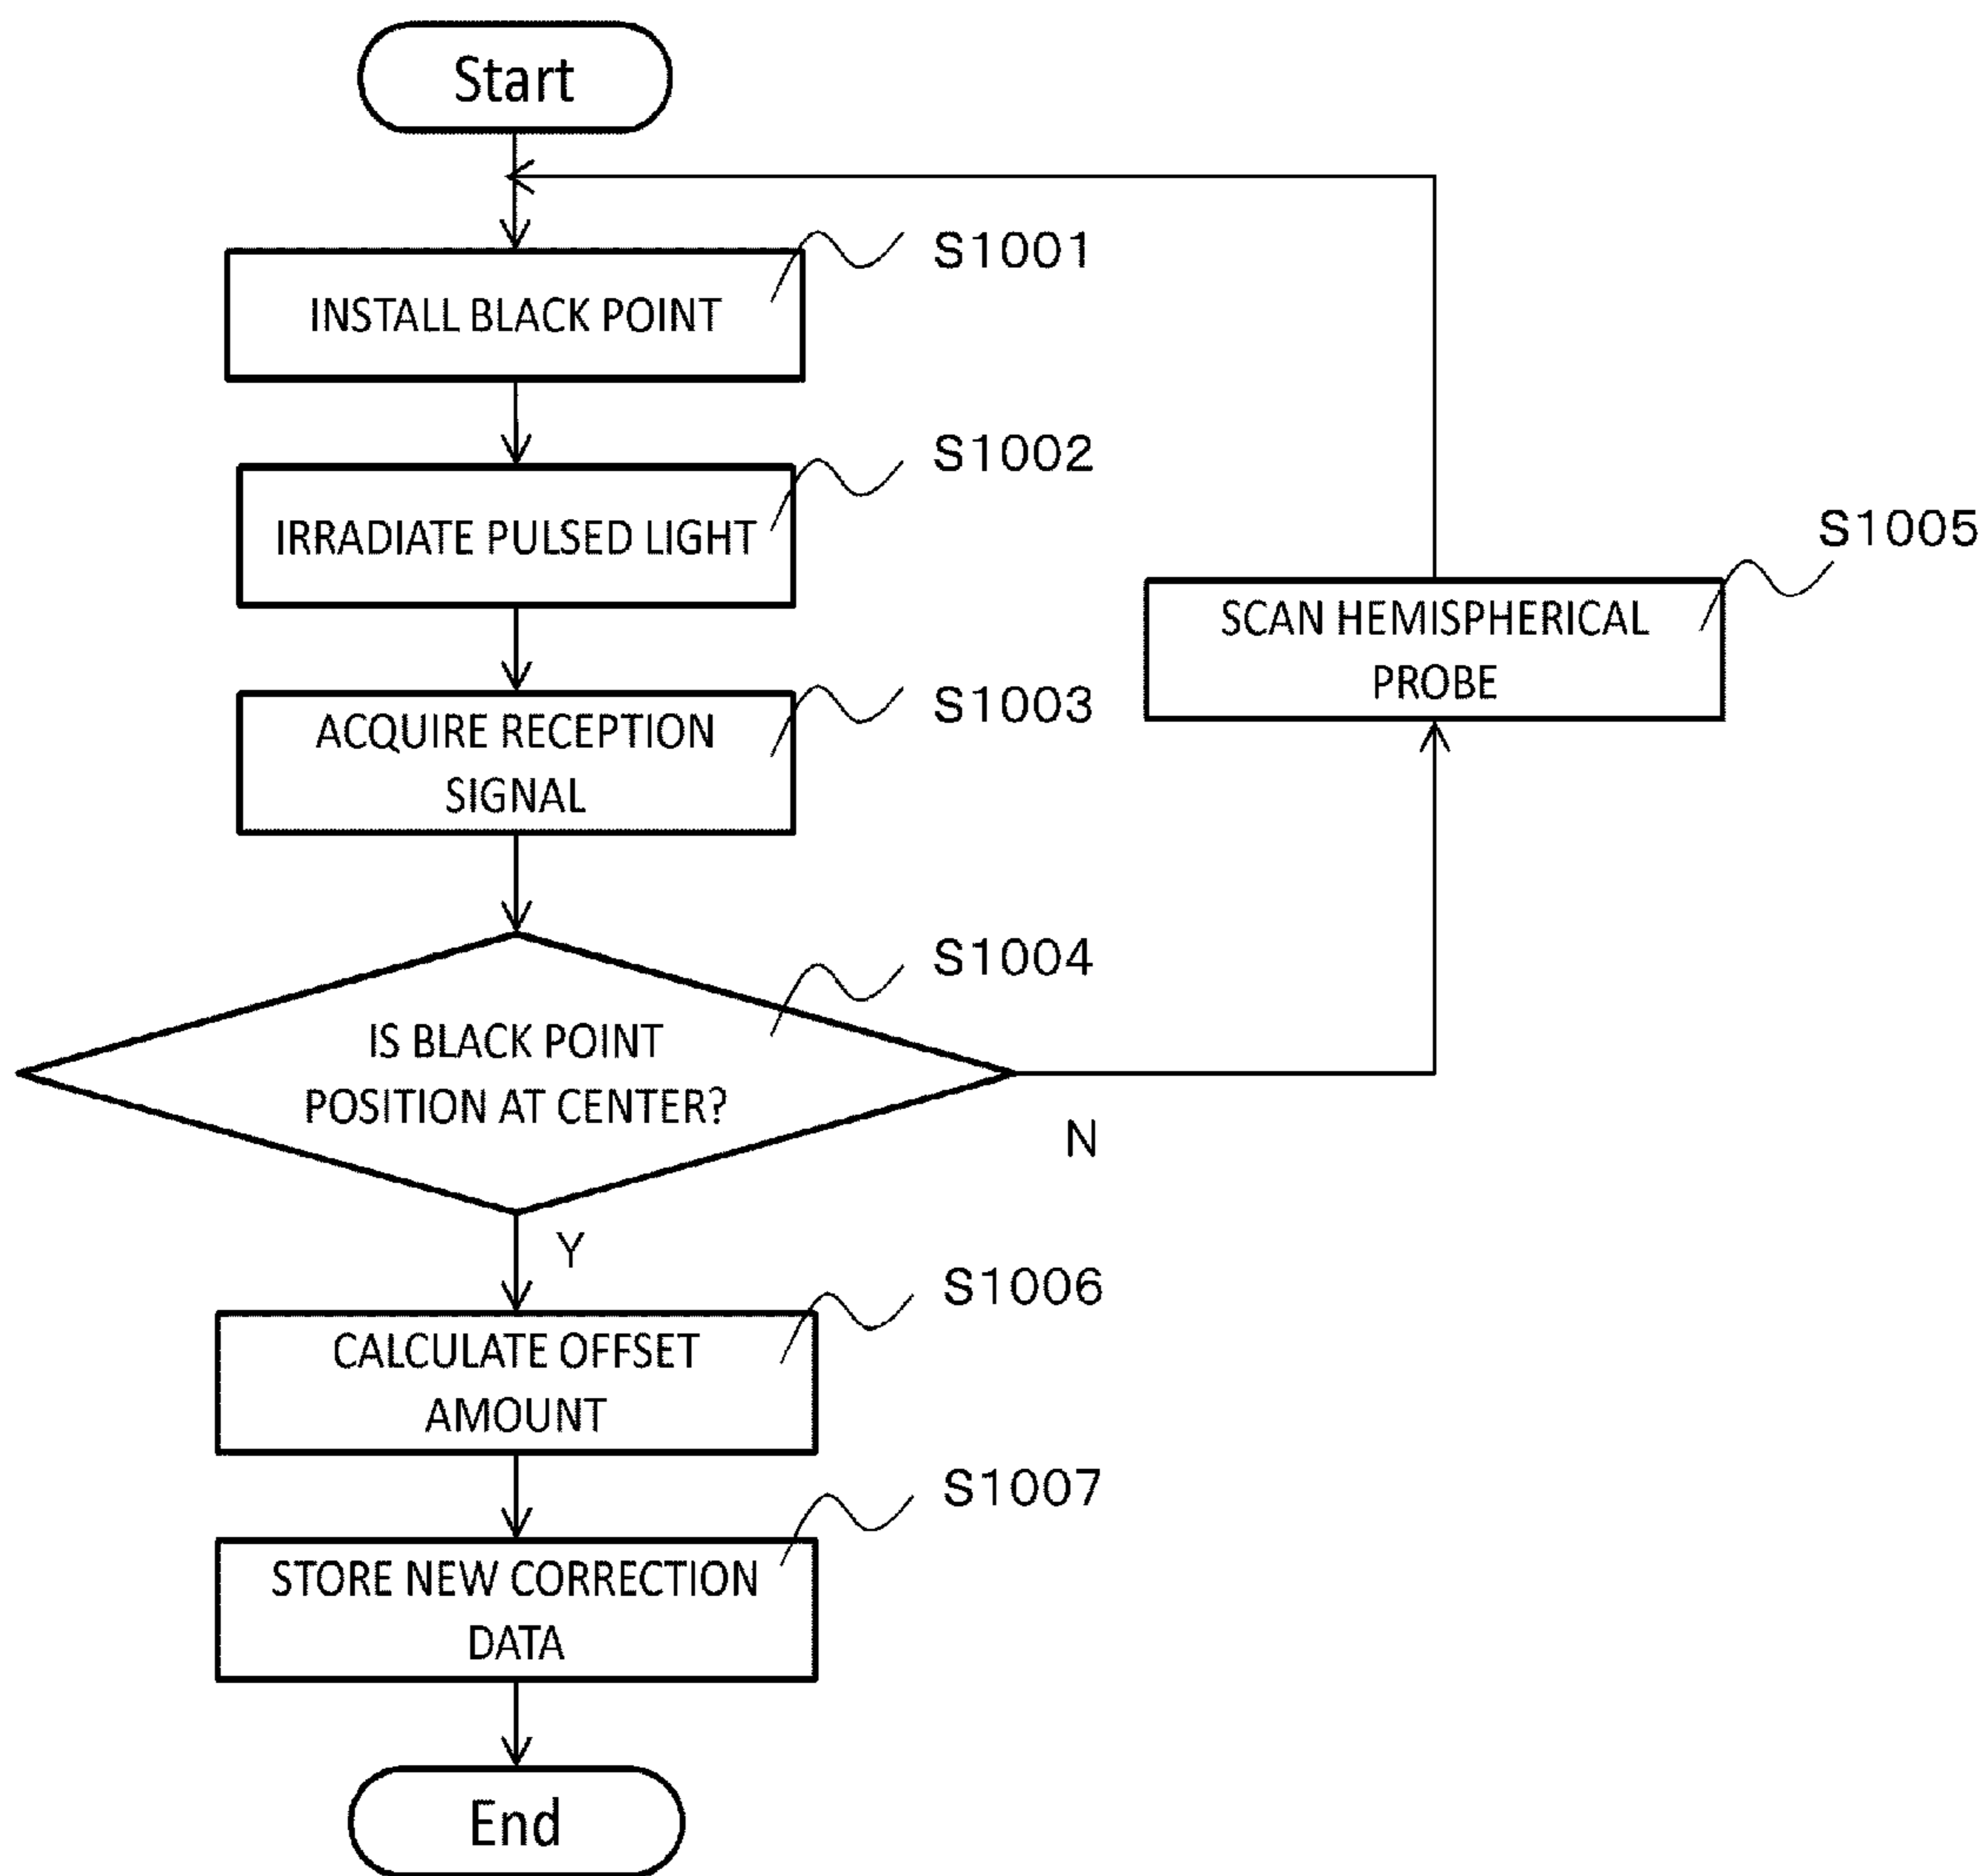 Start
S1001
INSTALL BLACK POINT
S1002
IRRADIATE PULSED LIGHT
S1003
ACQUIRE RECEPTION
SIGNAL
S1004
IS BLACK POINT
POSITION AT CENTER?
N
S1005
SCAN HEMISPHERICAL
PROBE
Y
S1006
CALCULATE OFFSET
AMOUNT
S1007
STORE NEW CORRECTION
DATA
End